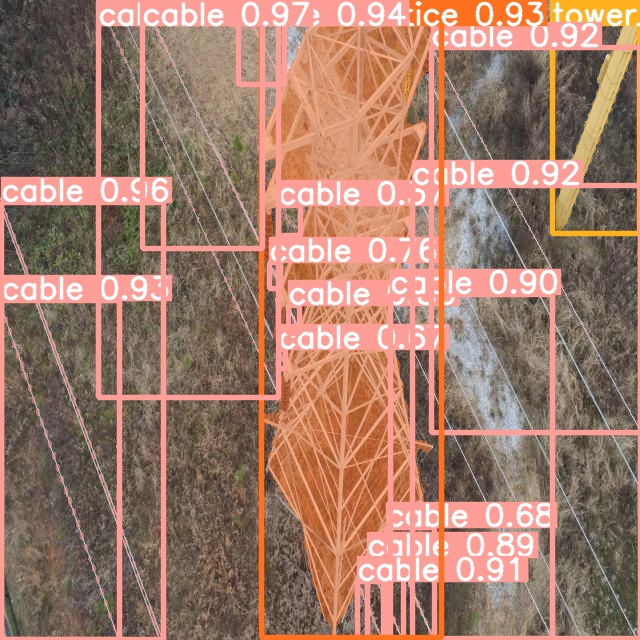 cable 0.97
0.94
ice 0.93
tower
cable 0.92
cable 0.92
cable 0.96
cable 0.76
cable 0.90
cable 0.93
cable 0.67
cable 0.68
cable 0.89
cable 0.91